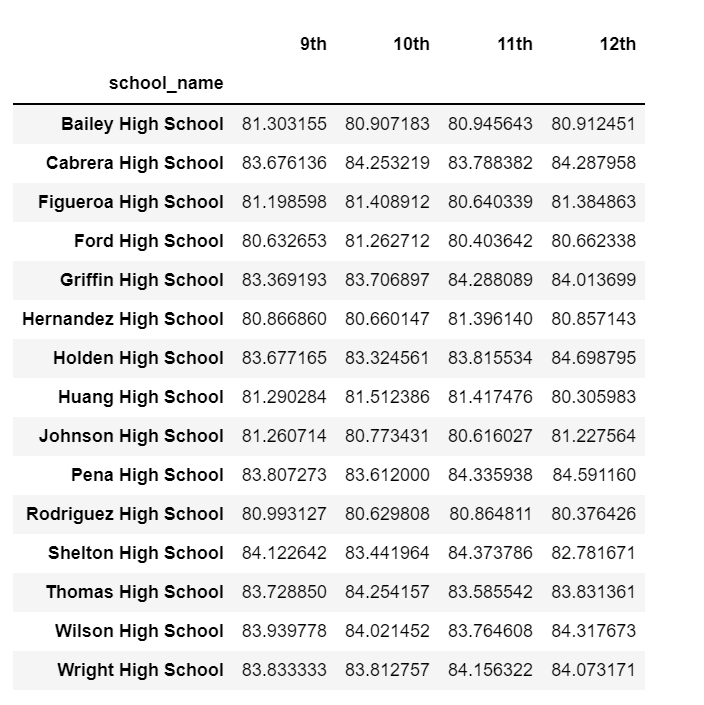 9th 10th 11th 12th
school_name
Bailey High School 81.303155 80.907183 80.945643 80.912451
Cabrera High School 83.676136 84.253219 83.788382 84.287958
Figueroa High School 81.198598 81.408912 80.640339 81.384863
Ford High School 80.632653 81.262712 80.403642 80.662338
Griffin High School 83.369193 83.706897 84.288089 84.013699
Hernandez High School 80.866860 80.660147 81.396140 80.857143
Holden High School 83.677165 83.324561 83.815534 84.698795
Huang High School 81.290284 81.512386 81.417476 80.305983
Johnson High School 81.260714 80.773431 80.616027 81.227564
Pena High School 83.807273 83.612000 84.335938 84.591160
Rodriguez High School 80.993127 80.629808 80.864811 80.376426
Shelton High School 84.122642 83.441964 84.373786 82.781671
Thomas High School 83.728850 84.254157 83.585542 83.831361
Wilson High School 83.939778 84.021452 83.764608 84.317673
Wright High School 83.833333 83.812757 84.156322 84.073171